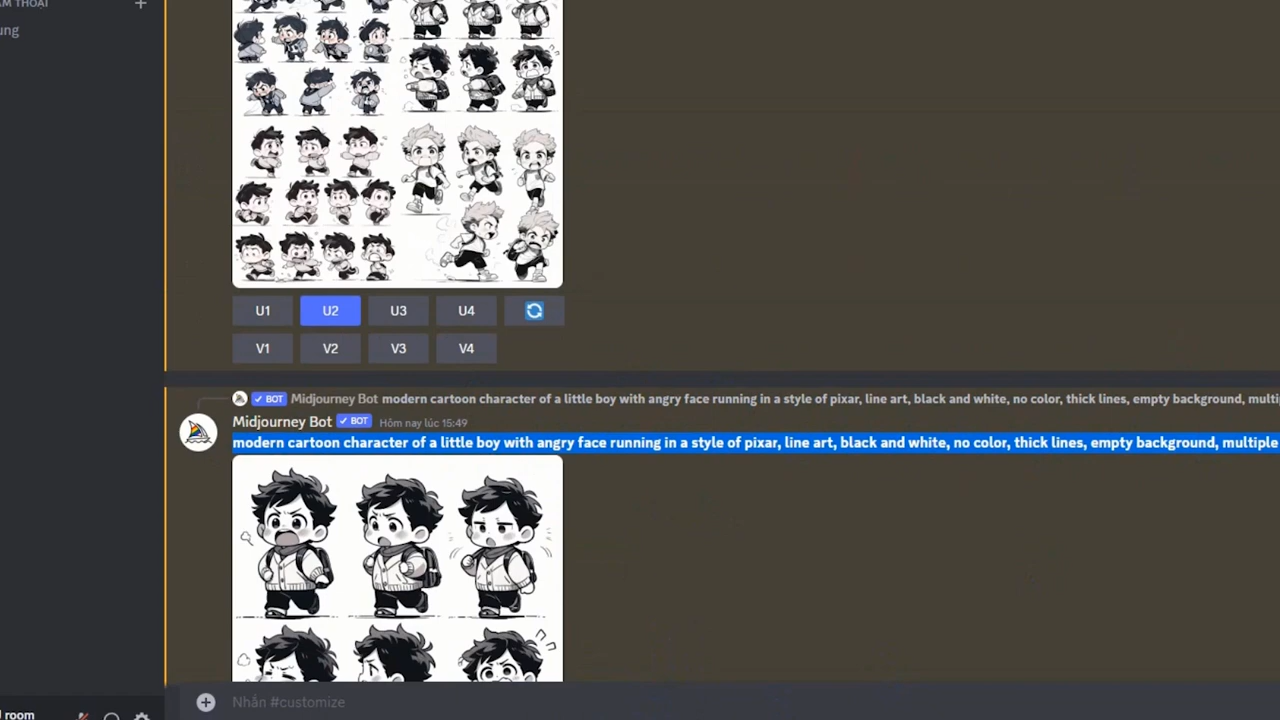 ung
U1 U2 U3 U4
V1 V2 V3 V4
BOT Midjourney Bot modern cartoon character of a little boy with angry face running in a style of pixar, line art, black and white, no color, thick lines, empty background,
Midjourney Bot BOT Hôm nay lúc 15:49
modern cartoon character of a little boy with angry face running in a style of pixar, line art, black and white, no color, thick lines, empty background, multiple
Nhắn #customize
room